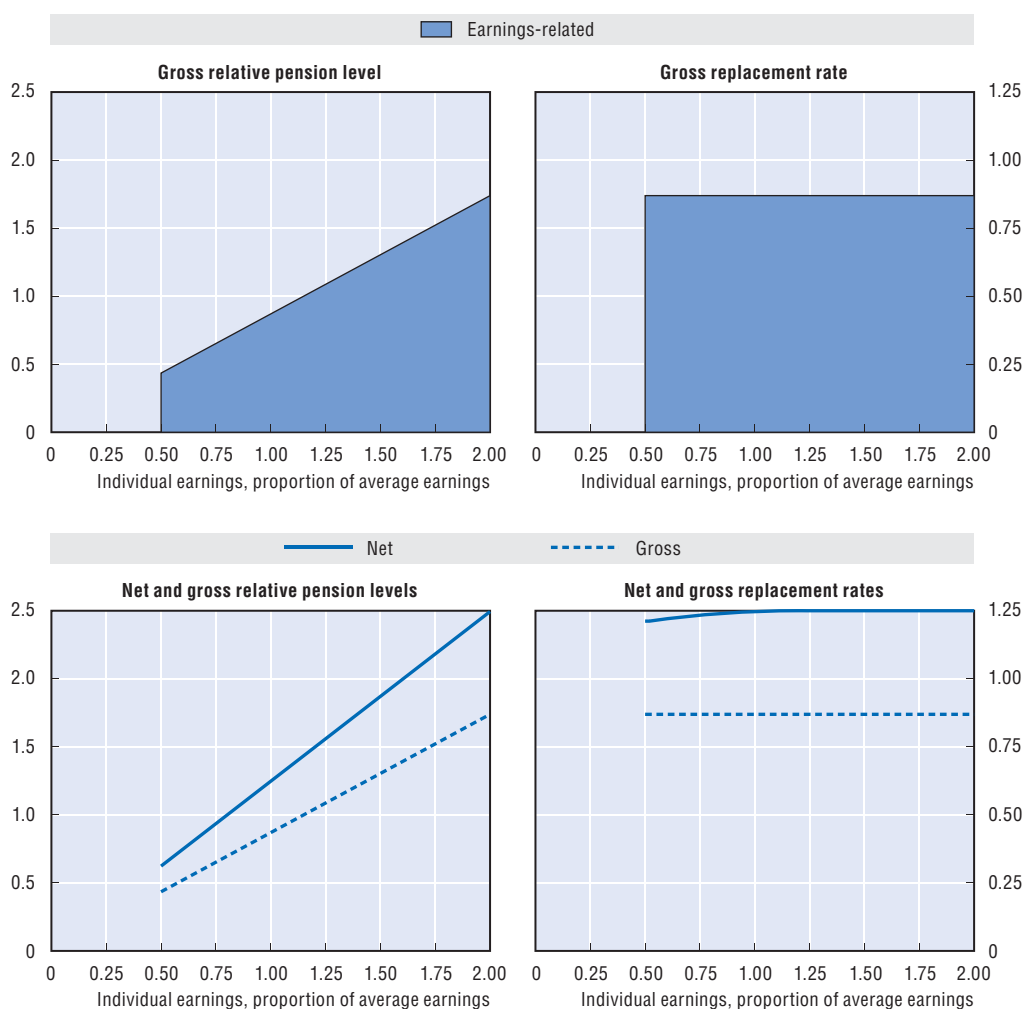 Earnings-related
Gross relative pension level
2.5
2.0
1.5
1.0
0.5
0
0 0.25 0.50 0.75 1.00 1.25 1.50 1.75 2.00
Individual earnings, proportion of average earnings
Gross replacement rate
1.25
1.00
0.75
0.50
0.25
0
0 0.25 0.50 0.75 1.00 1.25 1.50 1.75 2.00
Individual earnings, proportion of average earnings
Net Gross
Net and gross relative pension levels
2.5
2.0
1.5
1.0
0.5
0
0 0.25 0.50 0.75 1.00 1.25 1.50 1.75 2.00
Individual earnings, proportion of average earnings
Net and gross replacement rates
1.25
1.00
0.75
0.50
0.25
0
0 0.25 0.50 0.75 1.00 1.25 1.50 1.75 2.00
Individual earnings, proportion of average earnings